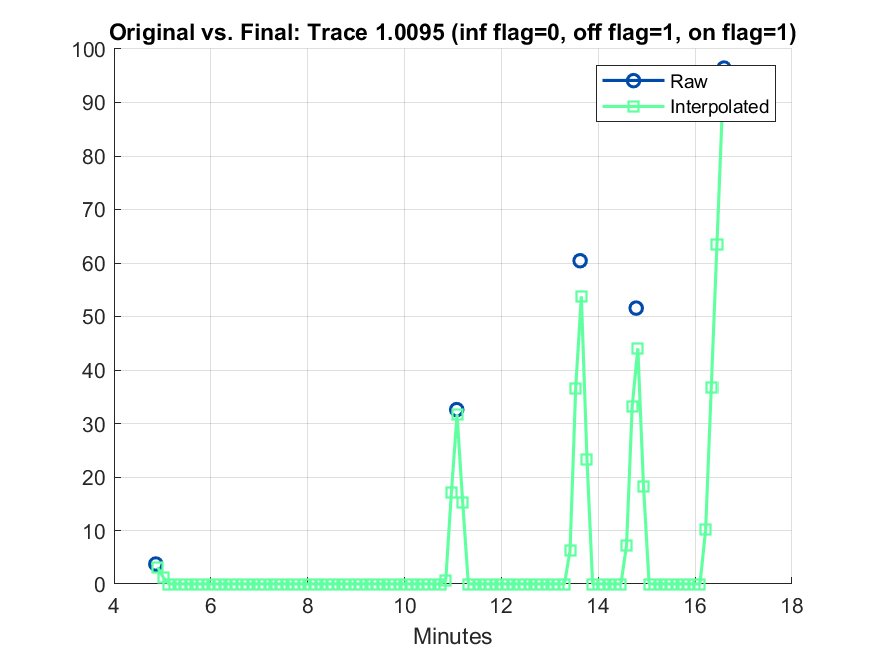 Original vs. Final: Trace 1.0095 (inf flag=0, off flag=1, on flag=1)
100
90
80
70
60
50
40
30
20
10
0
Raw
Interpolated
4 6 8 10 12 14 16 18
Minutes